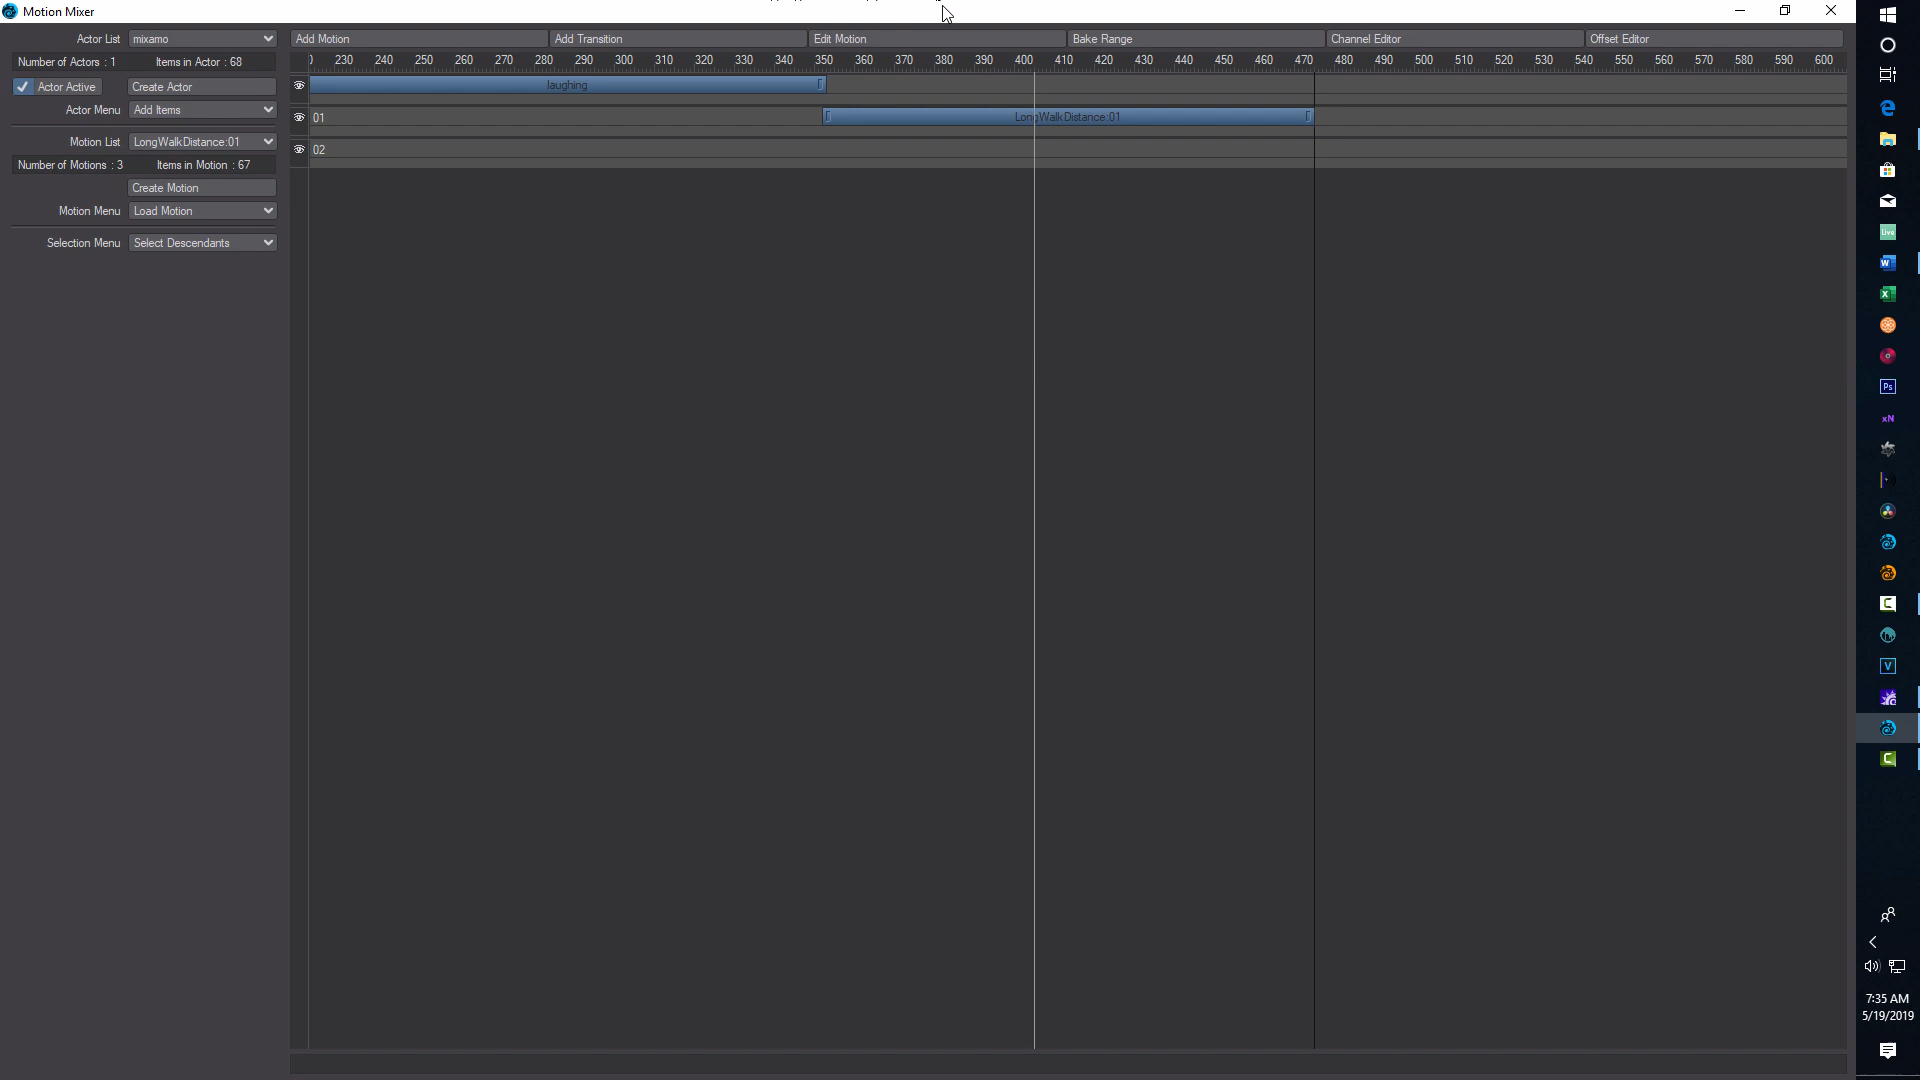 Motion Mixer
Actor List mixamo
Number of Actors : 1 Items in Actor : 68
Actor Active Create Actor
Actor Menu Add Items
Motion List LongWalkDistance:01
Number of Motions : 3 Items in Motion : 67
Create Motion
Motion Menu Load Motion
Selection Menu Select Descendants
Add Motion Add Transition Edit Motion Bake Range Channel Editor Offset Editor
230 240 250 260 270 280 290 300 310 320 330 340 350 360 370 380 390 400 410 420 430 440 450 460 470 480 490 500 510 520 530 540 550 560 570 580 590 600
laughing
01 LongWalkDistance:01
02
Live
W
X
Ps
xN
C
V
C
7:35 AM
5/19/2019